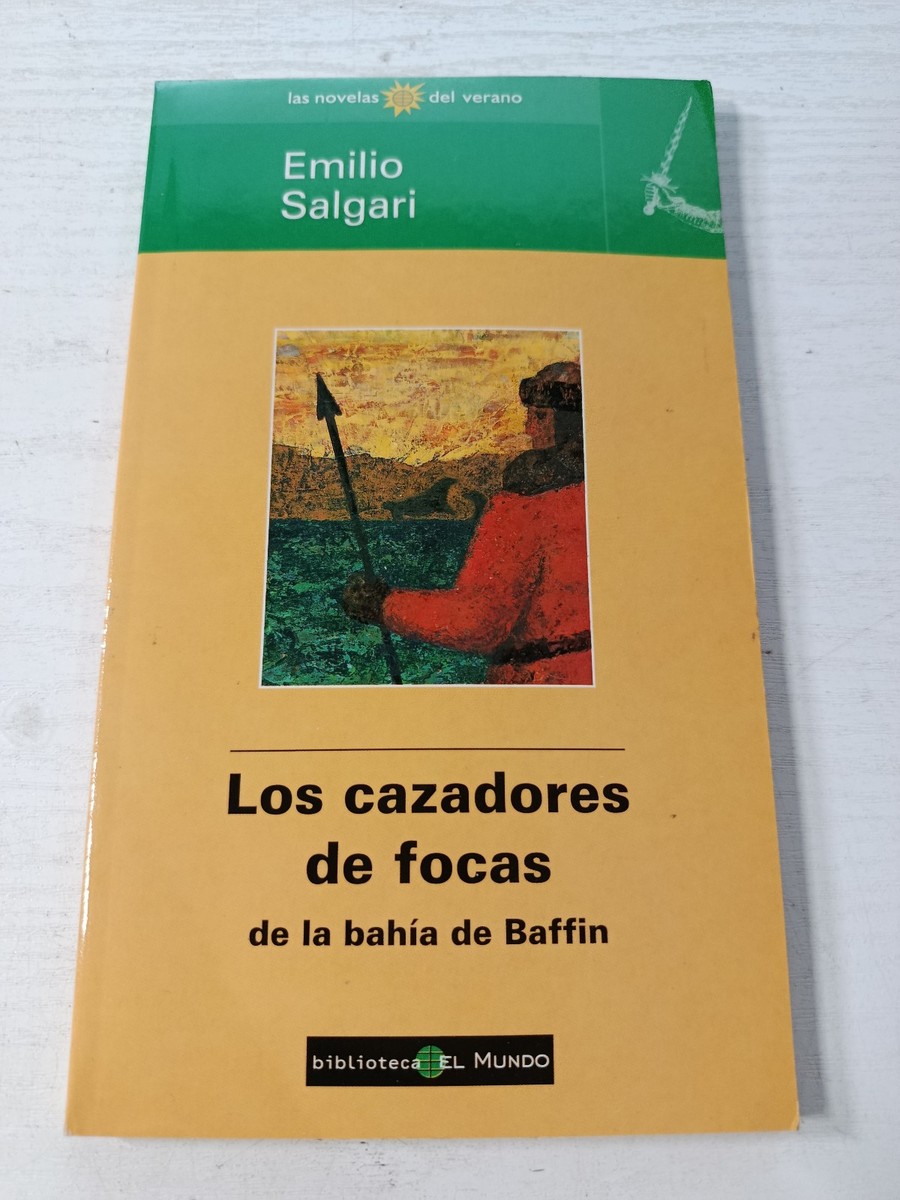 las novelas del verano
Emilio
Salgari
Los cazadores
de focas
de la bahía de Baffin
biblioteca EL MUNDO